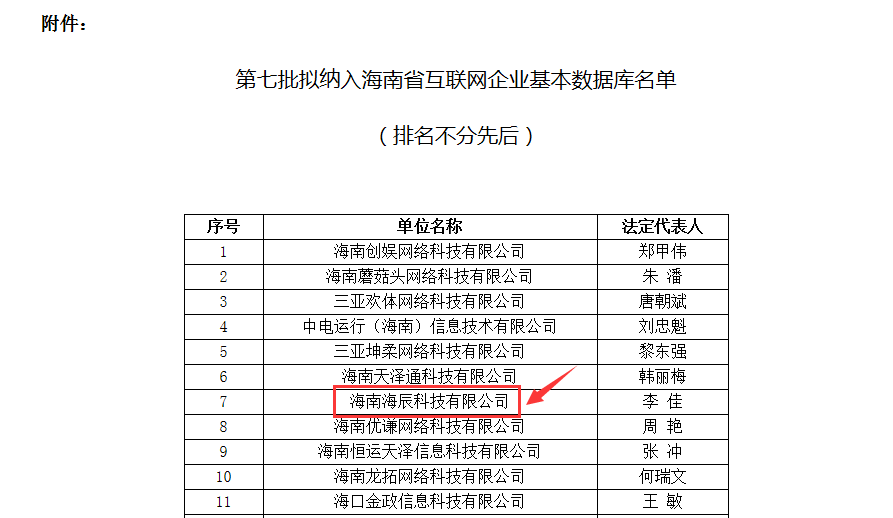 附件：
第七批拟纳入海南省互联网企业基本数据库名单
（排名不分先后）
序号 单位名称 法定代表人
1 海南创娱网络科技有限公司 郑甲伟
2 海南蘑菇头网络科技有限公司 朱 潘
3 三亚欢体网络科技有限公司 唐朝斌
4 中电运行（海南）信息技术有限公司 刘忠魁
5 三亚坤柔网络科技有限公司 黎东强
6 海南天泽通科技有限公司 韩丽梅
7 海南海辰科技有限公司 李 佳
8 海南优谦网络科技有限公司 周 艳
9 海南恒运天泽信息科技有限公司 张 冲
10 海南龙拓网络科技有限公司 何瑞文
11 海口金政信息科技有限公司 王 敏